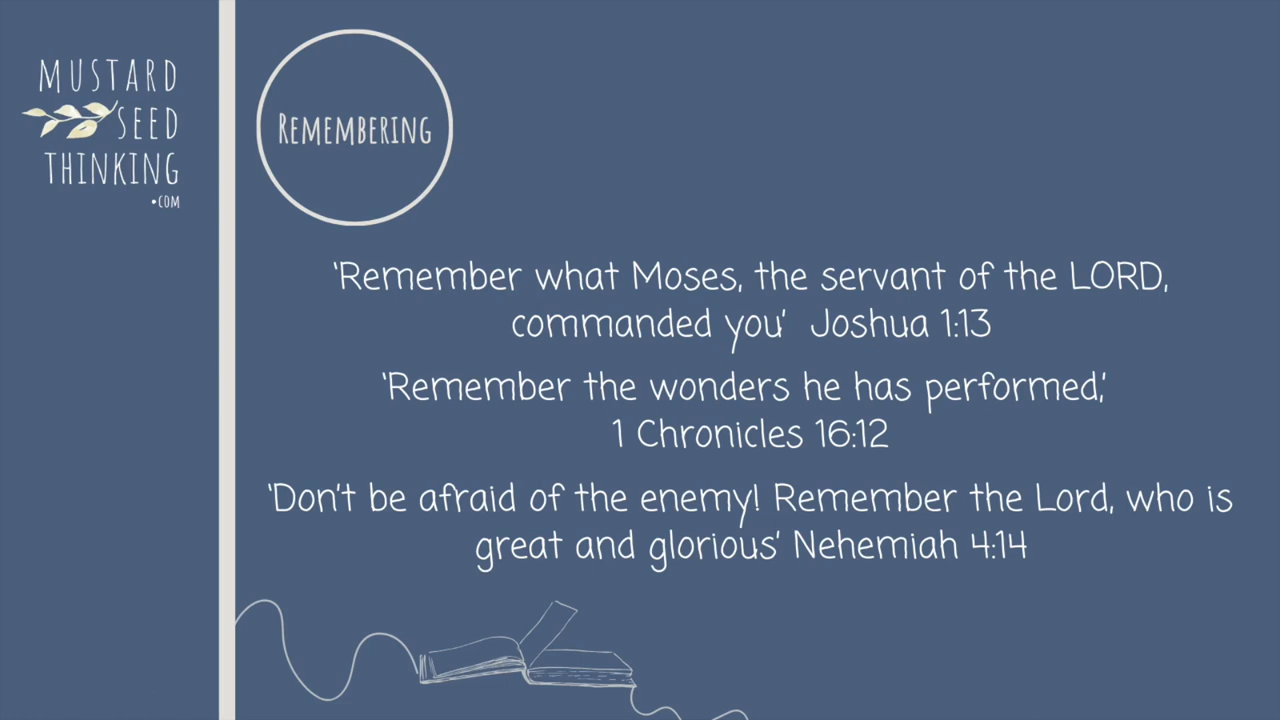 MUSTARD
SEED
THINKING
•COM
REMEMBERING
‘Remember what Moses, the servant of the LORD,
commanded you’ Joshua 1:13
‘Remember the wonders he has performed,’
1 Chronicles 16:12
‘Don’t be afraid of the enemy! Remember the Lord, who is
great and glorious’ Nehemiah 4:14